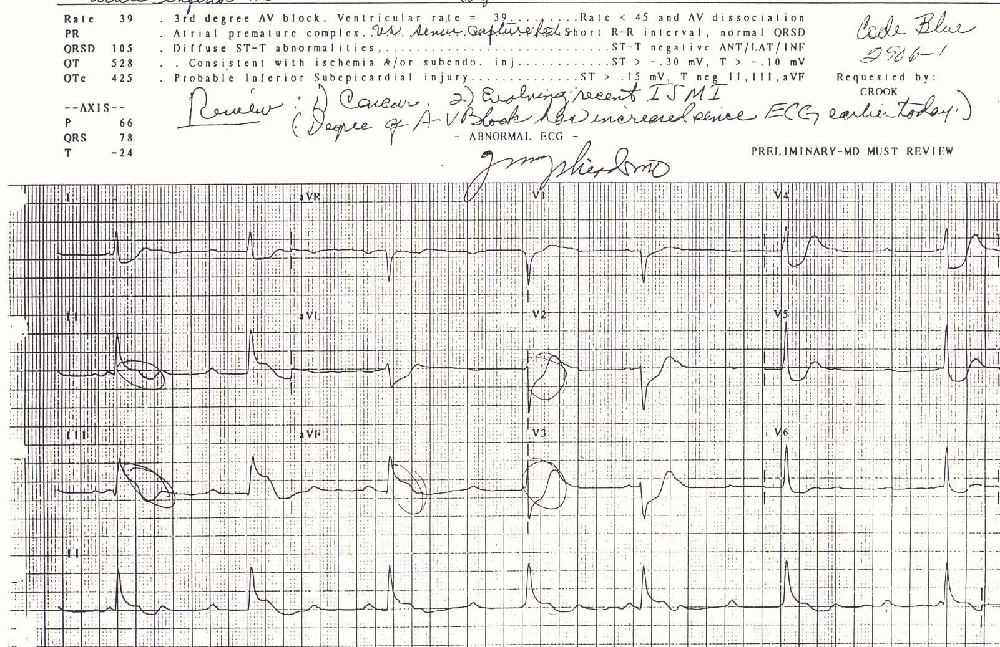 Rate 39 . 3rd degree AV block. Ventricular rate = 39.........Rate < 45 and AV dissociation
PR . Atrial premature complex..vs. sinus capture beat Short R-R interval, normal QRSD
QRSD 105 . Diffuse ST-T abnormalities,..............................ST-T negative ANT/LAT/INF
QT 528 . . Consistent with ischemia &/or subendo. inj............ST > -.30 mV, T > -.10 mV
QTc 425 . Probable Inferior Subepicardial injury..............ST > .15 mV, T neg II,III,aVF
Code Blue
2906-1
Requested by:
CROOK
--AXIS--
P 66
QRS 78
T -24
Review : 1) Concur. 2) Evolving recent ISMI
(Degree of A-V Block has increased since ECG earlier today.)
- ABNORMAL ECG -
PRELIMINARY-MD MUST REVIEW
I aVR V1 V4
II aVL V2 V5
III aVF V3 V6
II